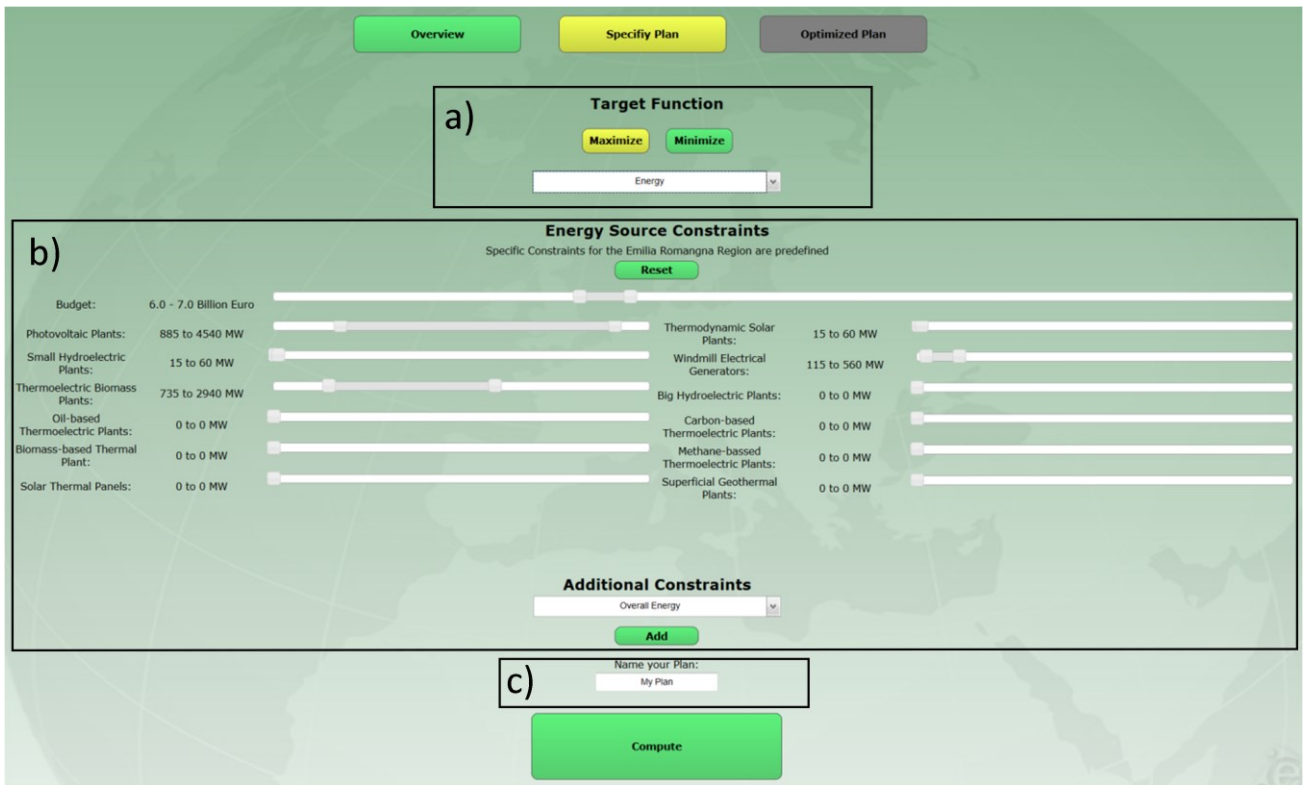 Overview
Specifiy Plan
Optimized Plan
a)
Target Function
Maximize
Minimize
Energy
b)
Energy Source Constraints
Specific Constraints for the Emilia Romangna Region are predefined
Reset
Budget:
6.0 - 7.0 Billion Euro
Photovoltaic Plants:
885 to 4540 MW
Thermodynamic Solar
Plants:
15 to 60 MW
Small Hydroelectric
Plants:
15 to 60 MW
Windmill Electrical
Generators:
115 to 560 MW
Thermoelectric Biomass
Plants:
735 to 2940 MW
Big Hydroelectric Plants:
0 to 0 MW
Oil-based
Thermoelectric Plants:
0 to 0 MW
Carbon-based
Thermoelectric Plants:
0 to 0 MW
Biomass-based Thermal
Plant:
0 to 0 MW
Methane-bassed
Thermoelectric Plants:
0 to 0 MW
Solar Thermal Panels:
0 to 0 MW
Superficial Geothermal
Plants:
0 to 0 MW
Additional Constraints
Overall Energy
Add
c)
Name your Plan:
My Plan
Compute